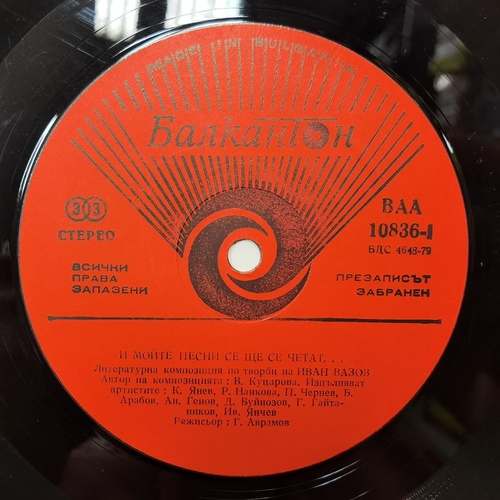 Балкантон
33
СТЕРЕО
ВАА
10836-I
БДС 4643-79
ВСИЧКИ
ПРАВА
ЗАПАЗЕНИ
ПРЕЗАПИСЪТ
ЗАБРАНЕН
И МОИТЕ ПЕСНИ СЕ ЩЕ СЕ ЧЕТАТ. . .
Литературна композиция по творби на ИВАН ВАЗОВ
Автор на композицията : В. Куцарова. Изпълняват
артистите : К. Янев, Р. Найкова, П. Чернев, Б.
Арабов, Ан. Генов, Д. Буйнозов, Г. Гайта-
ников, Ив. Янчев
Режисьор : Г. Аврамов